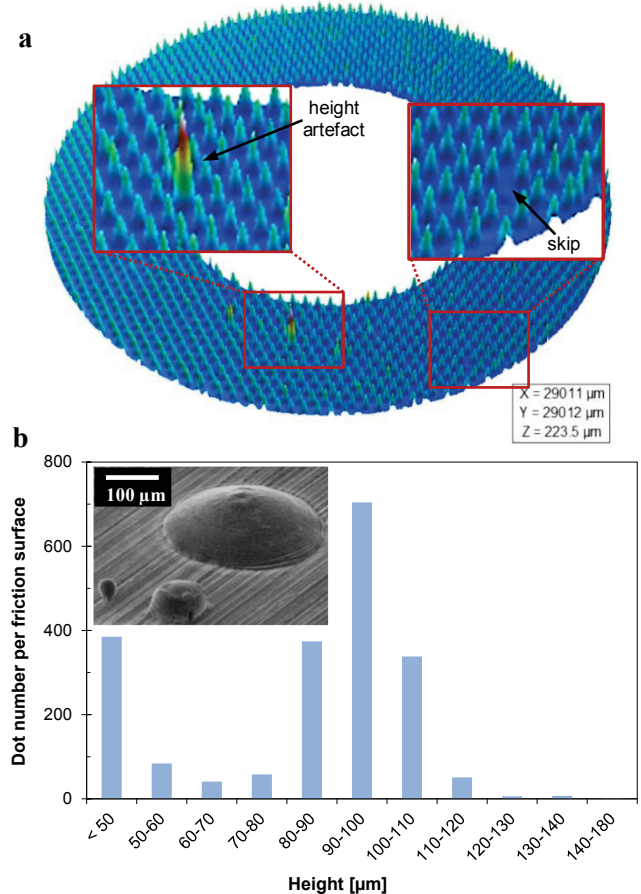 a
height
artefact
skip
X = 29011 µm
Y = 29012 µm
Z = 223.5 µm
b
Dot number per friction surface
800
600
400
200
0
100 µm
< 50
50-60
60-70
70-80
80-90
90-100
100-110
110-120
120-130
130-140
140-180
Height [µm]